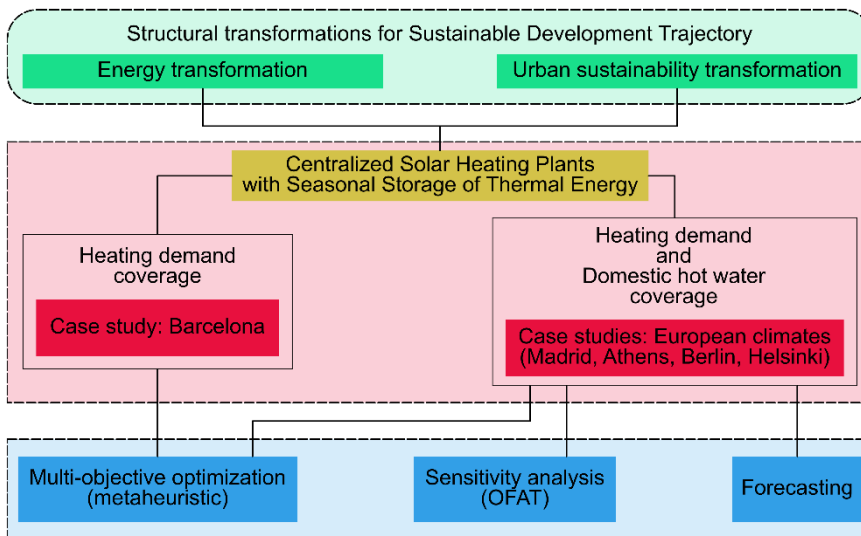 Structural transformations for Sustainable Development Trajectory
Energy transformation
Urban sustainability transformation
Centralized Solar Heating Plants
with Seasonal Storage of Thermal Energy
Heating demand
coverage
Case study: Barcelona
Heating demand
and
Domestic hot water
coverage
Case studies: European climates
(Madrid, Athens, Berlin, Helsinki)
Multi-objective optimization
(metaheuristic)
Sensitivity analysis
(OFAT)
Forecasting